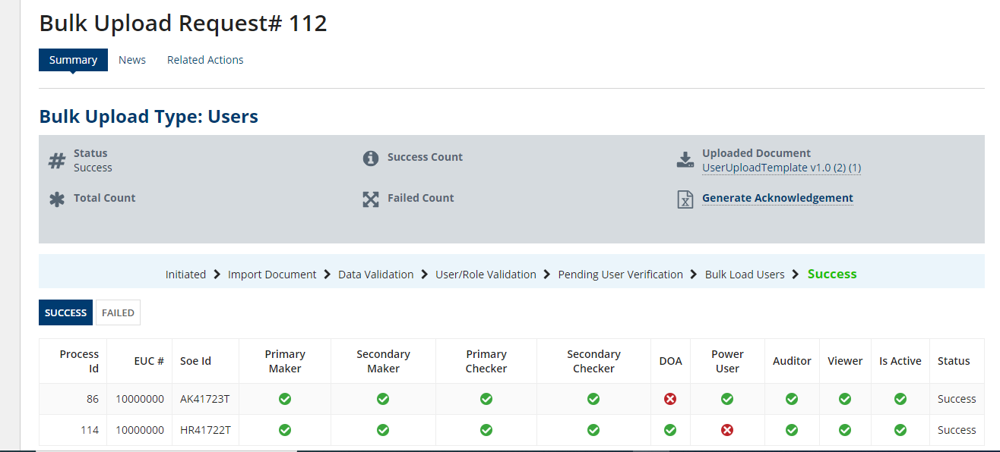 Bulk Upload Request# 112
Summary News Related Actions
Bulk Upload Type: Users
Status
Success
Success Count
Uploaded Document
UserUploadTemplate v1.0 (2) (1)
Total Count
Failed Count
Generate Acknowledgement
Initiated Import Document Data Validation User/Role Validation Pending User Verification Bulk Load Users Success
SUCCESS FAILED
Process Id EUC # Soe Id Primary Maker Secondary Maker Primary Checker Secondary Checker DOA Power User Auditor Viewer Is Active Status
86 10000000 AK41723T Success
114 10000000 HR41722T Success